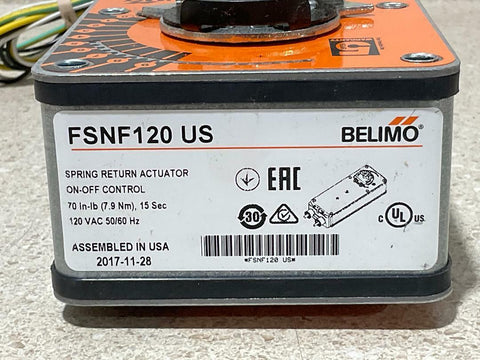 FSNF120 US
BELIMO®
SPRING RETURN ACTUATOR
ON-OFF CONTROL
70 in-lb (7.9 Nm), 15 Sec
120 VAC 50/60 Hz
EAC
30
C UL US
ASSEMBLED IN USA
2017-11-28
*FSNF120 US*